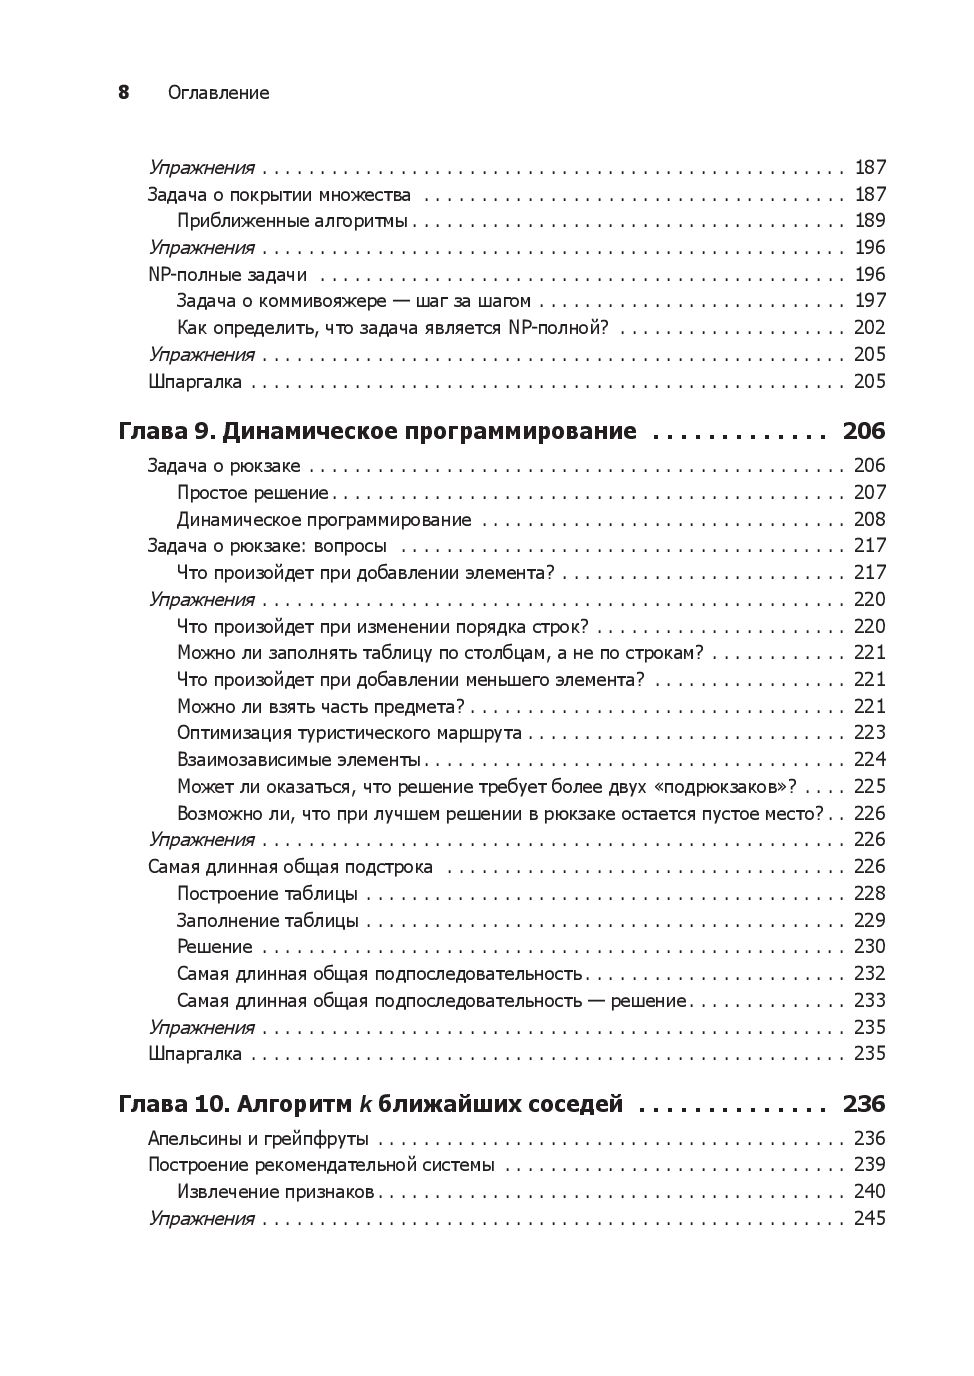 8 Оглавление
Упражнения . . . . . . . . . . . . . . . . . . . . . . . . . . . . . . . . . . . . . . . . . . . . . . . . . . . 187
Задача о покрытии множества . . . . . . . . . . . . . . . . . . . . . . . . . . . . . . . . . . . . . 187
Приближенные алгоритмы . . . . . . . . . . . . . . . . . . . . . . . . . . . . . . . . . . . . . . 189
Упражнения . . . . . . . . . . . . . . . . . . . . . . . . . . . . . . . . . . . . . . . . . . . . . . . . . . . 196
NP-полные задачи . . . . . . . . . . . . . . . . . . . . . . . . . . . . . . . . . . . . . . . . . . . . . . 196
Задача о коммивояжере — шаг за шагом . . . . . . . . . . . . . . . . . . . . . . . . . . . 197
Как определить, что задача является NP-полной? . . . . . . . . . . . . . . . . . . . . 202
Упражнения . . . . . . . . . . . . . . . . . . . . . . . . . . . . . . . . . . . . . . . . . . . . . . . . . . . 205
Шпаргалка . . . . . . . . . . . . . . . . . . . . . . . . . . . . . . . . . . . . . . . . . . . . . . . . . . . . 205
Глава 9. Динамическое программирование . . . . . . . . . . . . . 206
Задача о рюкзаке . . . . . . . . . . . . . . . . . . . . . . . . . . . . . . . . . . . . . . . . . . . . . . . 206
Простое решение . . . . . . . . . . . . . . . . . . . . . . . . . . . . . . . . . . . . . . . . . . . . . 207
Динамическое программирование . . . . . . . . . . . . . . . . . . . . . . . . . . . . . . . . 208
Задача о рюкзаке: вопросы . . . . . . . . . . . . . . . . . . . . . . . . . . . . . . . . . . . . . . . 217
Что произойдет при добавлении элемента? . . . . . . . . . . . . . . . . . . . . . . . . . 217
Упражнения . . . . . . . . . . . . . . . . . . . . . . . . . . . . . . . . . . . . . . . . . . . . . . . . . . . 220
Что произойдет при изменении порядка строк? . . . . . . . . . . . . . . . . . . . . . . 220
Можно ли заполнять таблицу по столбцам, а не по строкам? . . . . . . . . . . . . 221
Что произойдет при добавлении меньшего элемента? . . . . . . . . . . . . . . . . . 221
Можно ли взять часть предмета? . . . . . . . . . . . . . . . . . . . . . . . . . . . . . . . . . 221
Оптимизация туристического маршрута . . . . . . . . . . . . . . . . . . . . . . . . . . . . 223
Взаимозависимые элементы . . . . . . . . . . . . . . . . . . . . . . . . . . . . . . . . . . . . . 224
Может ли оказаться, что решение требует более двух «подрюкзаков»? . . . . 225
Возможно ли, что при лучшем решении в рюкзаке остается пустое место? . . 226
Упражнения . . . . . . . . . . . . . . . . . . . . . . . . . . . . . . . . . . . . . . . . . . . . . . . . . . . 226
Самая длинная общая подстрока . . . . . . . . . . . . . . . . . . . . . . . . . . . . . . . . . . . 226
Построение таблицы . . . . . . . . . . . . . . . . . . . . . . . . . . . . . . . . . . . . . . . . . . 228
Заполнение таблицы . . . . . . . . . . . . . . . . . . . . . . . . . . . . . . . . . . . . . . . . . . 229
Решение . . . . . . . . . . . . . . . . . . . . . . . . . . . . . . . . . . . . . . . . . . . . . . . . . . . 230
Самая длинная общая подпоследовательность . . . . . . . . . . . . . . . . . . . . . . . 232
Самая длинная общая подпоследовательность — решение . . . . . . . . . . . . . . 233
Упражнения . . . . . . . . . . . . . . . . . . . . . . . . . . . . . . . . . . . . . . . . . . . . . . . . . . . 235
Шпаргалка . . . . . . . . . . . . . . . . . . . . . . . . . . . . . . . . . . . . . . . . . . . . . . . . . . . . 235
Глава 10. Алгоритм k ближайших соседей . . . . . . . . . . . . . . 236
Апельсины и грейпфруты . . . . . . . . . . . . . . . . . . . . . . . . . . . . . . . . . . . . . . . . . 236
Построение рекомендательной системы . . . . . . . . . . . . . . . . . . . . . . . . . . . . . . 239
Извлечение признаков . . . . . . . . . . . . . . . . . . . . . . . . . . . . . . . . . . . . . . . . . 240
Упражнения . . . . . . . . . . . . . . . . . . . . . . . . . . . . . . . . . . . . . . . . . . . . . . . . . . . 245